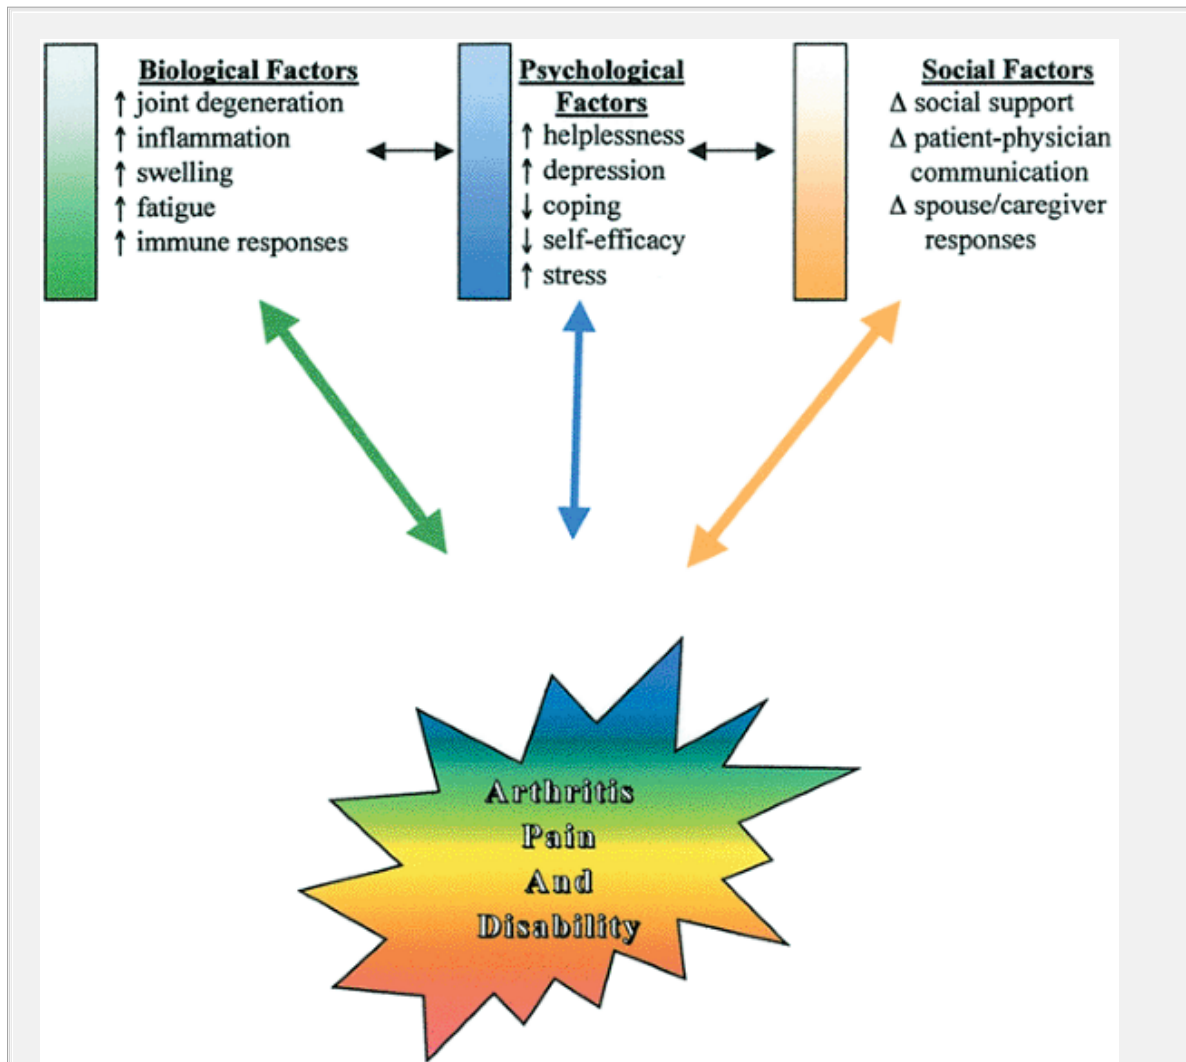 Biological Factors
↑ joint degeneration
↑ inflammation
↑ swelling
↑ fatigue
↑ immune responses
Psychological
Factors
↑ helplessness
↑ depression
↓ coping
↓ self-efficacy
↑ stress
Social Factors
Δ social support
Δ patient-physician
communication
Δ spouse/caregiver
responses
Arthritis
Pain
And
Disability